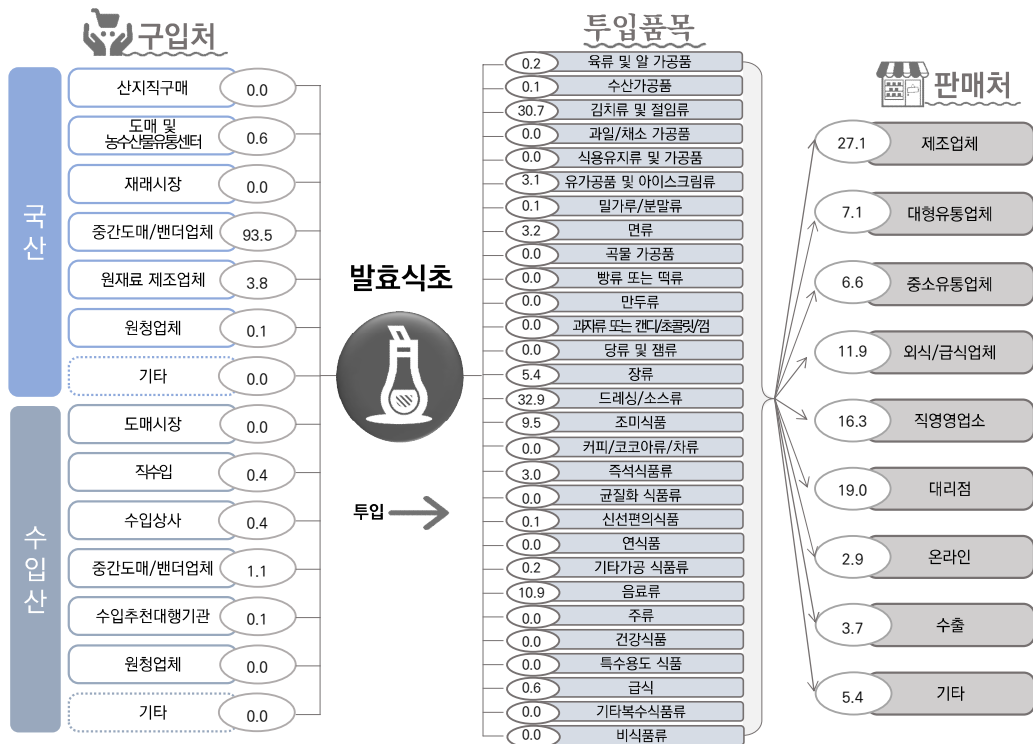 구입처
국산
산지직구매 0.0
도매 및
농수산물유통센터 0.6
재래시장 0.0
중간도매/밴더업체 93.5
원재료 제조업체 3.8
원청업체 0.1
기타 0.0
수입산
도매시장 0.0
직수입 0.4
수입상사 0.4
중간도매/밴더업체 1.1
수입추천대행기관 0.1
원청업체 0.0
기타 0.0
발효식초
투입
투입품목
0.2 육류 및 알 가공품
0.1 수산가공품
30.7 김치류 및 절임류
0.0 과일/채소 가공품
0.0 식용유지류 및 가공품
3.1 유가공품 및 아이스크림류
0.1 밀가루/분말류
3.2 면류
0.0 곡물 가공품
0.0 빵류 또는 떡류
0.0 만두류
0.0 과자류 또는 캔디/초콜릿/껌
0.0 당류 및 잼류
5.4 장류
32.9 드레싱/소스류
9.5 조미식품
0.0 커피/코코아류/차류
3.0 즉석식품류
0.0 균질화 식품류
0.1 신선편의식품
0.0 연식품
0.2 기타가공 식품류
10.9 음료류
0.0 주류
0.0 건강식품
0.0 특수용도 식품
0.6 급식
0.0 기타복수식품류
0.0 비식품류
판매처
27.1 제조업체
7.1 대형유통업체
6.6 중소유통업체
11.9 외식/급식업체
16.3 직영영업소
19.0 대리점
2.9 온라인
3.7 수출
5.4 기타